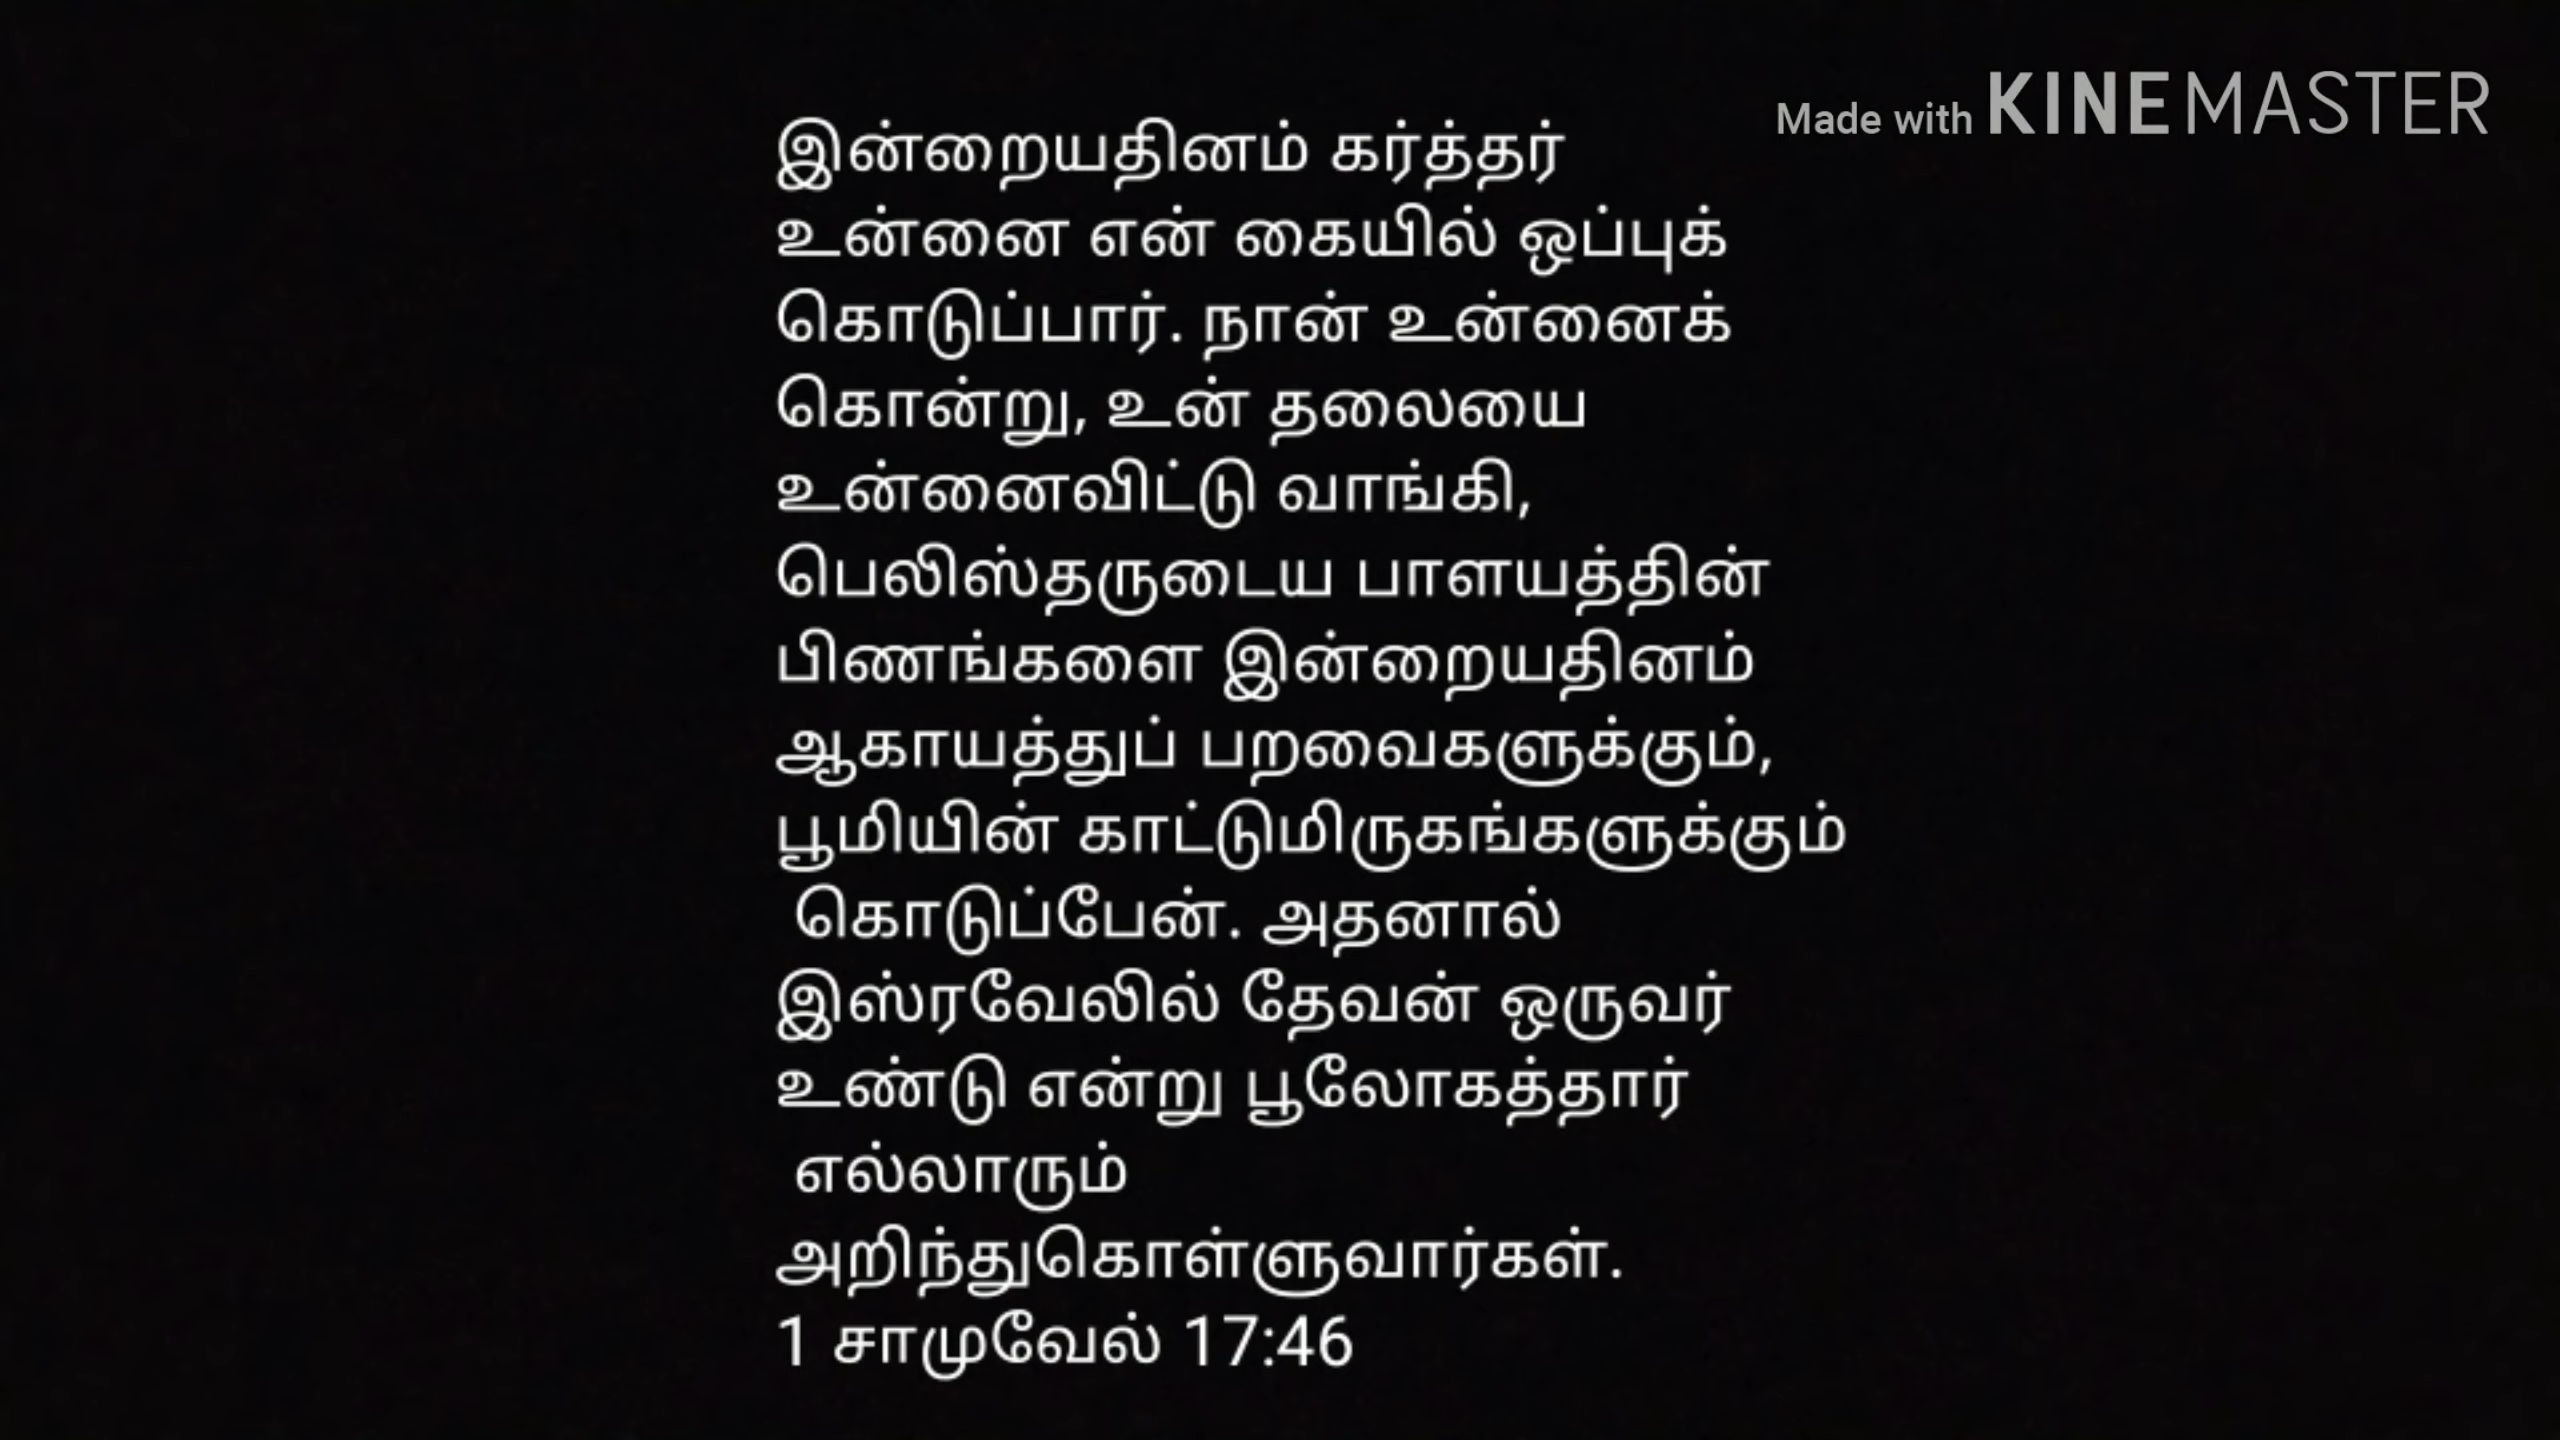 Made with KINEMASTER
இன்றையதினம் கர்த்தர்
உன்னை என் கையில் ஒப்புக்
கொடுப்பார். நான் உன்னைக்
கொன்று, உன் தலையை
உன்னைவிட்டு வாங்கி,
பெலிஸ்தருடைய பாளயத்தின்
பிணங்களை இன்றையதினம்
ஆகாயத்துப் பறவைகளுக்கும்,
பூமியின் காட்டுமிருகங்களுக்கும்
கொடுப்பேன். அதனால்
இஸ்ரவேலில் தேவன் ஒருவர்
உண்டு என்று பூலோகத்தார்
எல்லாரும்
அறிந்துகொள்ளுவார்கள்.
1 சாமுவேல் 17:46